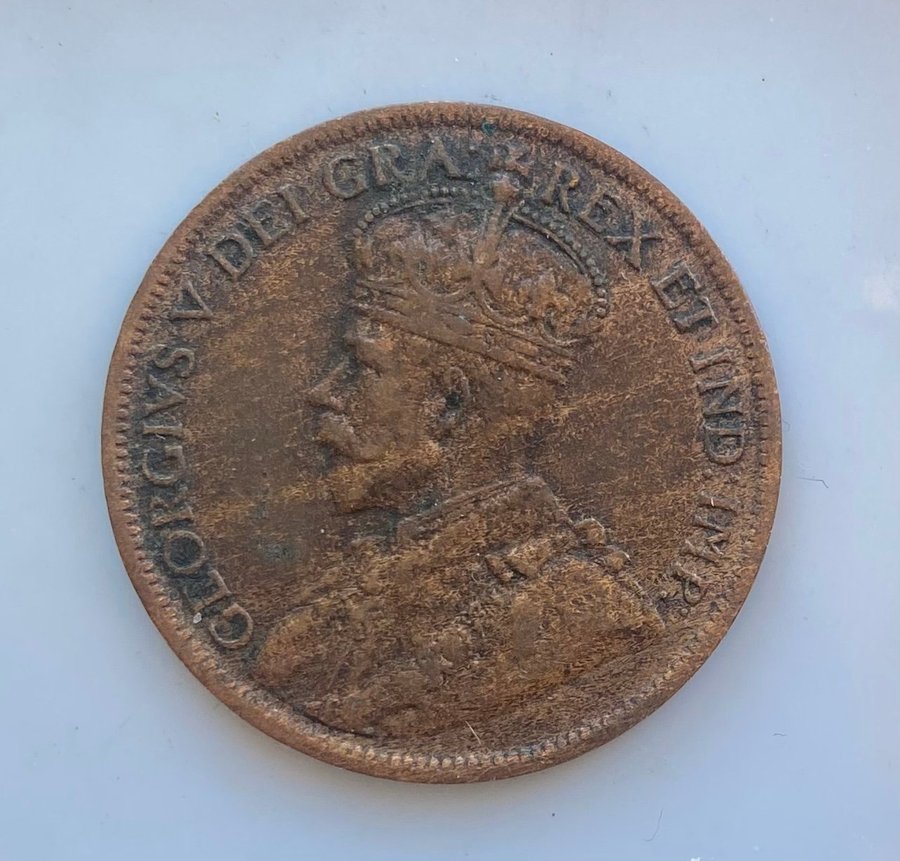 GEORGIVS V DEI GRA: REX ET IND: IMP: